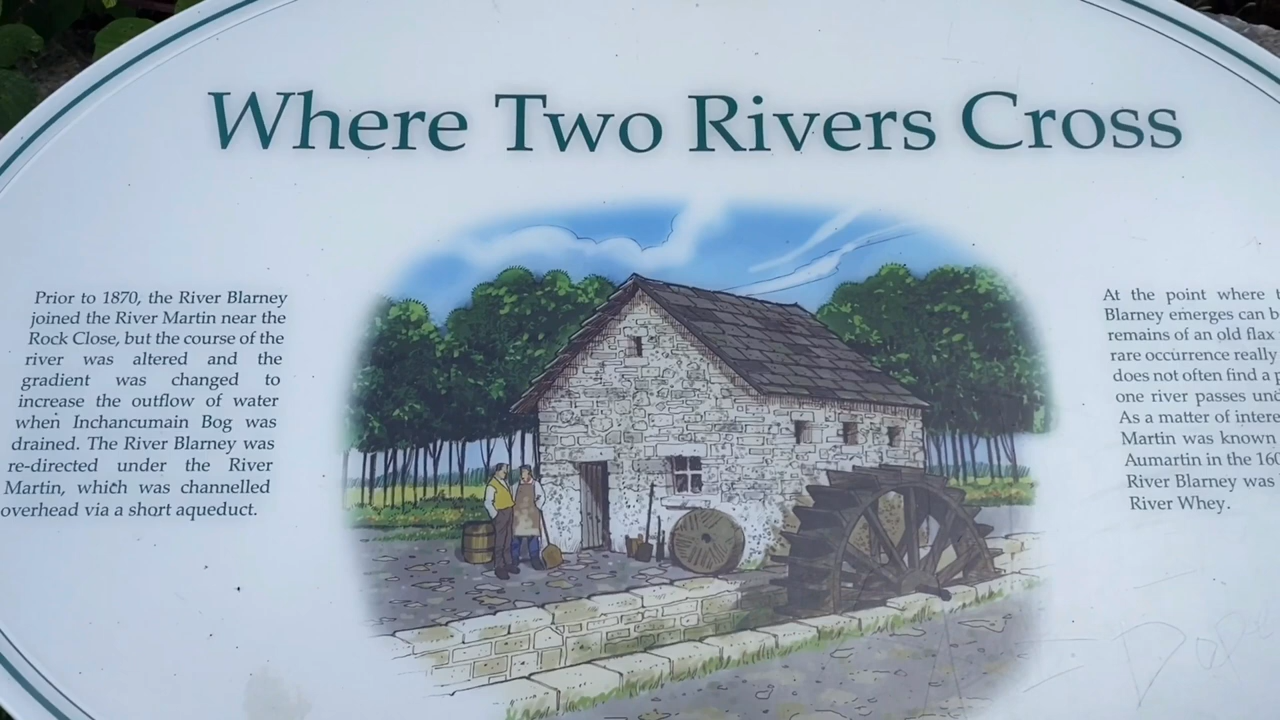 Where Two Rivers Cross
Prior to 1870, the River Blarney
joined the River Martin near the
Rock Close, but the course of the
river was altered and the
gradient was changed to
increase the outflow of water
when Inchancumain Bog was
drained. The River Blarney was
re-directed under the River
Martin, which was channelled
overhead via a short aqueduct.
At the point where
Blarney emerges can
remains of an old flax
rare occurrence really
does not often find a
one river passes
As a matter of
Martin was known
Aumartin in the
River Blarney was
River Whey.